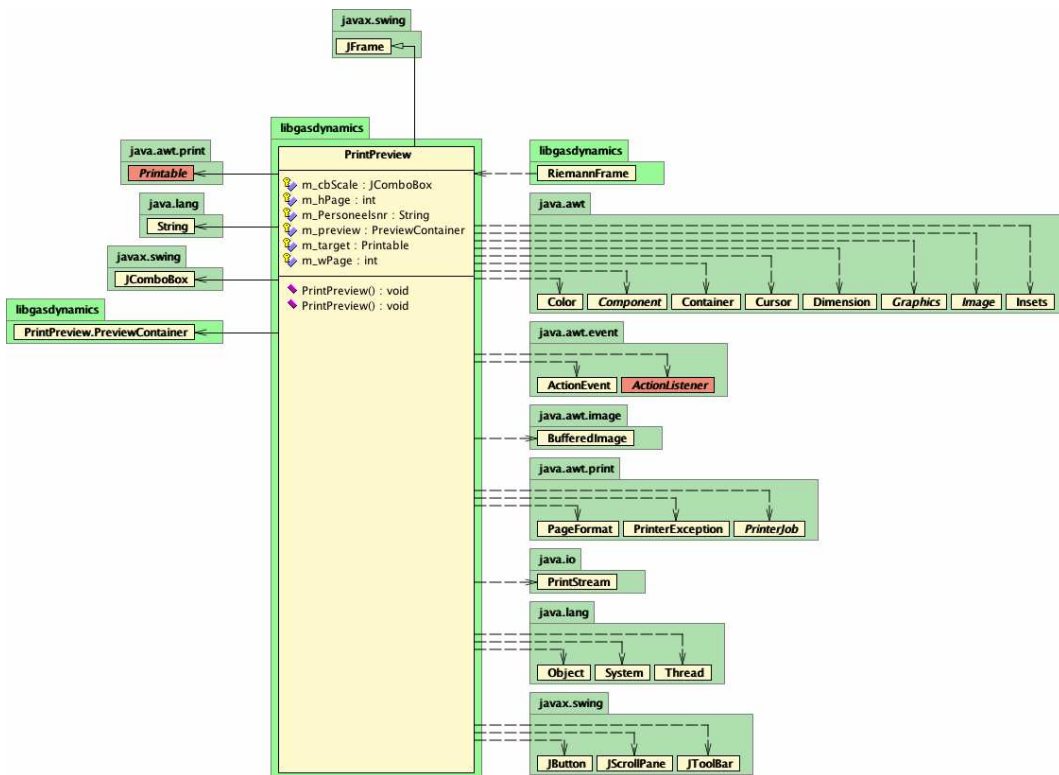 javax.swing
JFrame
libgasdynamics
PrintPreview
m_cbScale : JComboBox
m_hPage : int
m_Personeelsnr : String
m_preview : PreviewContainer
m_target : Printable
m_wPage : int
PrintPreview() : void
PrintPreview() : void
java.awt.print
Printable
java.lang
String
javax.swing
JComboBox
libgasdynamics
PrintPreview.PreviewContainer
libgasdynamics
RiemannFrame
java.awt
Color Component Container Cursor Dimension Graphics Image Insets
java.awt.event
ActionEvent ActionListener
java.awt.image
BufferedImage
java.awt.print
PageFormat PrinterException PrinterJob
java.io
PrintStream
java.lang
Object System Thread
javax.swing
JButton JScrollPane JToolBar